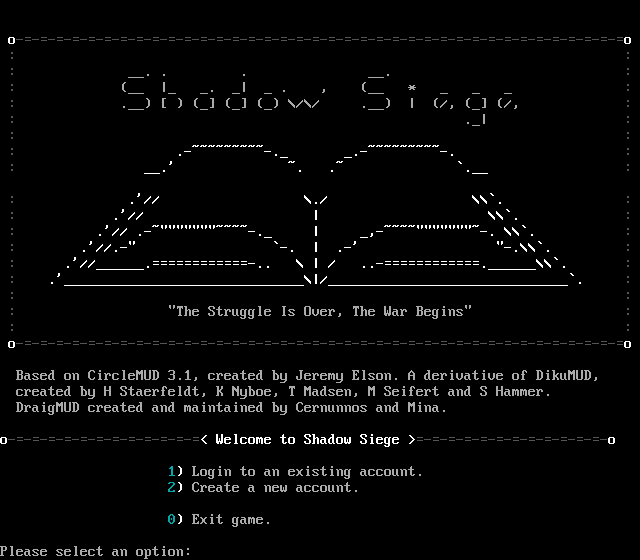 Shadow Siege
"The Struggle Is Over, The War Begins"
Based on CircleMUD 3.1, created by Jeremy Elson. A derivative of DikuMUD,
created by H Staerfeldt, K Nyboe, T Madsen, M Seifert and S Hammer.
DraigMUD created and maintained by Cernunnos and Mina.
< Welcome to Shadow Siege >
1) Login to an existing account.
2) Create a new account.
0) Exit game.
Please select an option: